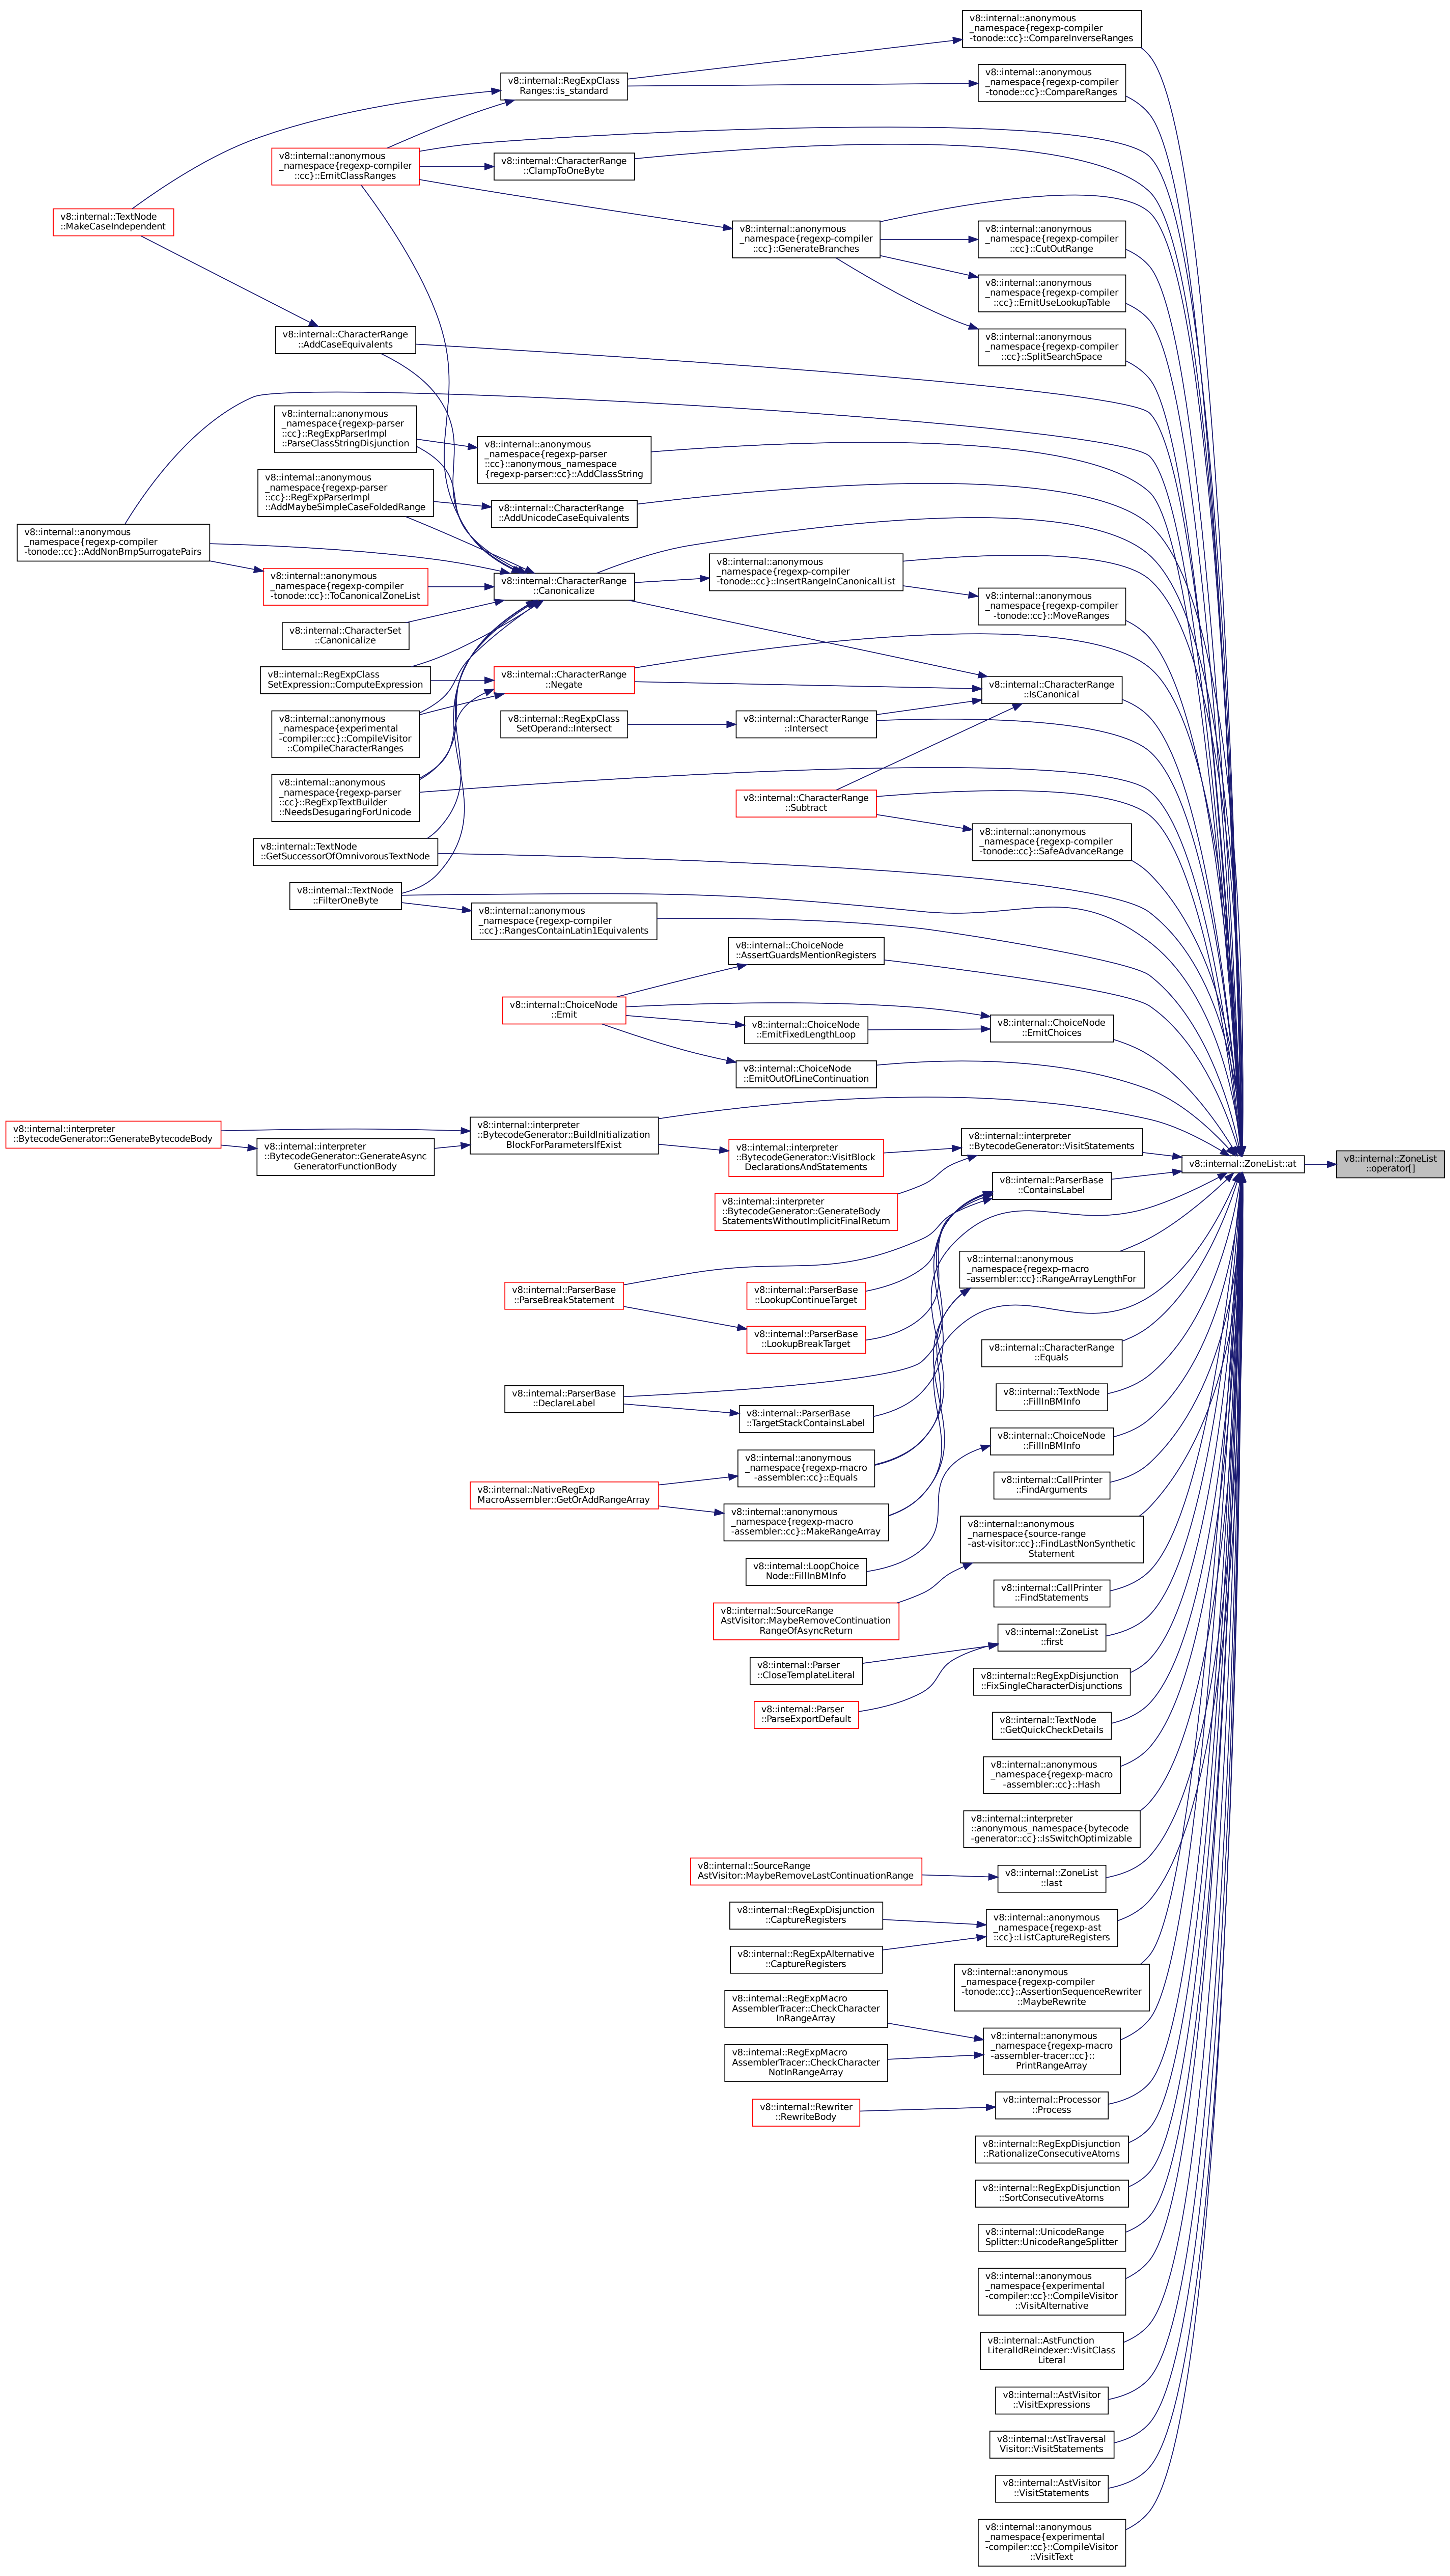 v8::internal::anonymous
_namespace{regexp-compiler
-tonode::cc}::CompareInverseRanges
v8::internal::RegExpClass
Ranges::is_standard
v8::internal::anonymous
_namespace{regexp-compiler
-tonode::cc}::CompareRanges
v8::internal::anonymous
_namespace{regexp-compiler
::cc}::EmitClassRanges
v8::internal::CharacterRange
::ClampToOneByte
v8::internal::TextNode
::MakeCaseIndependent
v8::internal::anonymous
_namespace{regexp-compiler
::cc}::GenerateBranches
v8::internal::anonymous
_namespace{regexp-compiler
::cc}::CutOutRange
v8::internal::anonymous
_namespace{regexp-compiler
::cc}::EmitUseLookupTable
v8::internal::CharacterRange
::AddCaseEquivalents
v8::internal::anonymous
_namespace{regexp-compiler
::cc}::SplitSearchSpace
v8::internal::anonymous
_namespace{regexp-parser
::cc}::RegExpParserImpl
::ParseClassStringDisjunction
v8::internal::anonymous
_namespace{regexp-parser
::cc}::anonymous_namespace
{regexp-parser::cc}::AddClassString
v8::internal::anonymous
_namespace{regexp-parser
::cc}::RegExpParserImpl
::AddMaybeSimpleCaseFoldedRange
v8::internal::CharacterRange
::AddUnicodeCaseEquivalents
v8::internal::anonymous
_namespace{regexp-compiler
-tonode::cc}::AddNonBmpSurrogatePairs
v8::internal::anonymous
_namespace{regexp-compiler
-tonode::cc}::ToCanonicalZoneList
v8::internal::CharacterRange
::Canonicalize
v8::internal::anonymous
_namespace{regexp-compiler
-tonode::cc}::InsertRangeInCanonicalList
v8::internal::anonymous
_namespace{regexp-compiler
-tonode::cc}::MoveRanges
v8::internal::CharacterSet
::Canonicalize
v8::internal::RegExpClass
SetExpression::ComputeExpression
v8::internal::CharacterRange
::Negate
v8::internal::CharacterRange
::IsCanonical
v8::internal::anonymous
_namespace{experimental
-compiler::cc}::CompileVisitor
::CompileCharacterRanges
v8::internal::RegExpClass
SetOperand::Intersect
v8::internal::CharacterRange
::Intersect
v8::internal::anonymous
_namespace{regexp-parser
::cc}::RegExpTextBuilder
::NeedsDesugaringForUnicode
v8::internal::CharacterRange
::Subtract
v8::internal::TextNode
::GetSuccessorOfOmnivorousTextNode
v8::internal::anonymous
_namespace{regexp-compiler
-tonode::cc}::SafeAdvanceRange
v8::internal::TextNode
::FilterOneByte
v8::internal::anonymous
_namespace{regexp-compiler
::cc}::RangesContainLatin1Equivalents
v8::internal::ChoiceNode
::AssertGuardsMentionRegisters
v8::internal::ChoiceNode
::Emit
v8::internal::ChoiceNode
::EmitFixedLengthLoop
v8::internal::ChoiceNode
::EmitChoices
v8::internal::ChoiceNode
::EmitOutOfLineContinuation
v8::internal::interpreter
::BytecodeGenerator::GenerateBytecodeBody
v8::internal::interpreter
::BytecodeGenerator::GenerateAsync
GeneratorFunctionBody
v8::internal::interpreter
::BytecodeGenerator::BuildInitialization
BlockForParametersIfExist
v8::internal::interpreter
::BytecodeGenerator::VisitBlock
DeclarationsAndStatements
v8::internal::interpreter
::BytecodeGenerator::VisitStatements
v8::internal::ZoneList::at
v8::internal::ZoneList
::operator[]
v8::internal::interpreter
::BytecodeGenerator::GenerateBody
StatementsWithoutImplicitFinalReturn
v8::internal::ParserBase
::ContainsLabel
v8::internal::anonymous
_namespace{regexp-macro
-assembler::cc}::RangeArrayLengthFor
v8::internal::ParserBase
::ParseBreakStatement
v8::internal::ParserBase
::LookupContinueTarget
v8::internal::ParserBase
::LookupBreakTarget
v8::internal::CharacterRange
::Equals
v8::internal::ParserBase
::DeclareLabel
v8::internal::ParserBase
::TargetStackContainsLabel
v8::internal::TextNode
::FillInBMInfo
v8::internal::ChoiceNode
::FillInBMInfo
v8::internal::anonymous
_namespace{regexp-macro
-assembler::cc}::Equals
v8::internal::NativeRegExp
MacroAssembler::GetOrAddRangeArray
v8::internal::CallPrinter
::FindArguments
v8::internal::anonymous
_namespace{regexp-macro
-assembler::cc}::MakeRangeArray
v8::internal::anonymous
_namespace{source-range
-ast-visitor::cc}::FindLastNonSynthetic
Statement
v8::internal::LoopChoice
Node::FillInBMInfo
v8::internal::CallPrinter
::FindStatements
v8::internal::SourceRange
AstVisitor::MaybeRemoveContinuation
RangeOfAsyncReturn
v8::internal::ZoneList
::first
v8::internal::Parser
::CloseTemplateLiteral
v8::internal::RegExpDisjunction
::FixSingleCharacterDisjunctions
v8::internal::Parser
::ParseExportDefault
v8::internal::TextNode
::GetQuickCheckDetails
v8::internal::anonymous
_namespace{regexp-macro
-assembler::cc}::Hash
v8::internal::interpreter
::anonymous_namespace{bytecode
-generator::cc}::IsSwitchOptimizable
v8::internal::SourceRange
AstVisitor::MaybeRemoveLastContinuationRange
v8::internal::ZoneList
::last
v8::internal::RegExpDisjunction
::CaptureRegisters
v8::internal::anonymous
_namespace{regexp-ast
::cc}::ListCaptureRegisters
v8::internal::RegExpAlternative
::CaptureRegisters
v8::internal::anonymous
_namespace{regexp-compiler
-tonode::cc}::AssertionSequenceRewriter
::MaybeRewrite
v8::internal::RegExpMacro
AssemblerTracer::CheckCharacter
InRangeArray
v8::internal::anonymous
_namespace{regexp-macro
-assembler-tracer::cc}::
PrintRangeArray
v8::internal::RegExpMacro
AssemblerTracer::CheckCharacter
NotInRangeArray
v8::internal::Rewriter
::RewriteBody
v8::internal::Processor
::Process
v8::internal::RegExpDisjunction
::RationalizeConsecutiveAtoms
v8::internal::RegExpDisjunction
::SortConsecutiveAtoms
v8::internal::UnicodeRange
Splitter::UnicodeRangeSplitter
v8::internal::anonymous
_namespace{experimental
-compiler::cc}::CompileVisitor
::VisitAlternative
v8::internal::AstFunction
LiteralIdReindexer::VisitClass
Literal
v8::internal::AstVisitor
::VisitExpressions
v8::internal::AstTraversal
Visitor::VisitStatements
v8::internal::AstVisitor
::VisitStatements
v8::internal::anonymous
_namespace{experimental
-compiler::cc}::CompileVisitor
::VisitText